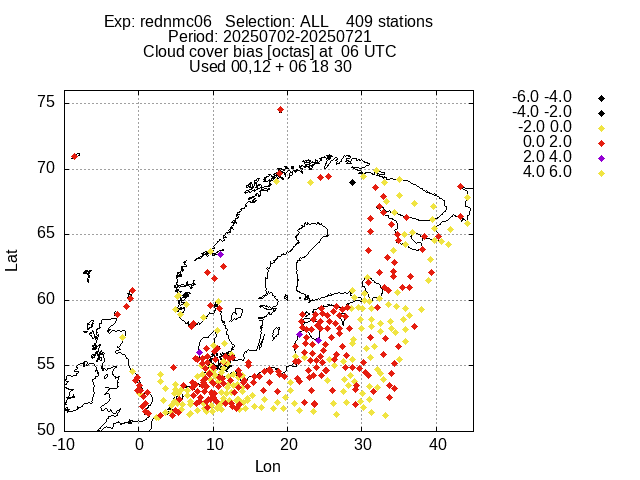 Exp: rednmc06   Selection: ALL    409 stations
Period: 20250702-20250721
Cloud cover bias [octas] at  06 UTC
Used 00,12 + 06 18 30
-6.0 -4.0
-4.0 -2.0
-2.0 0.0
0.0 2.0
2.0 4.0
4.0 6.0
75
70
65
60
55
50
Lat
-10 0 10 20 30 40
Lon